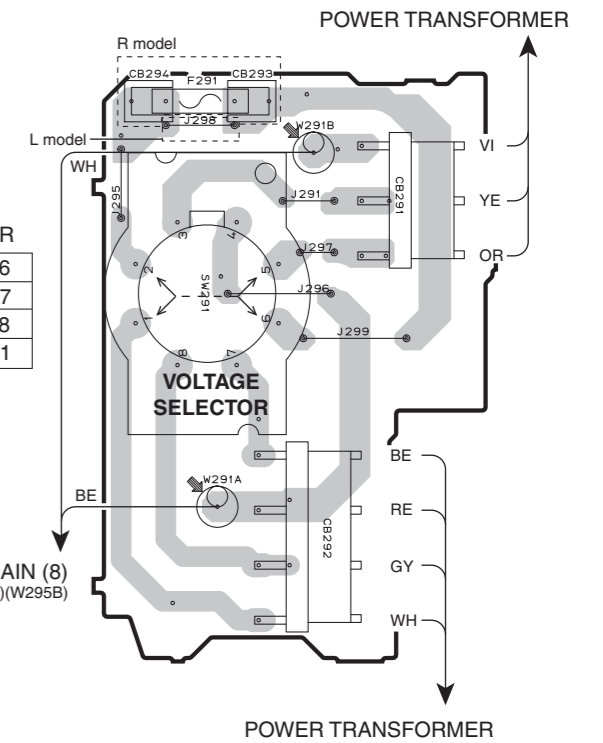 POWER TRANSFORMER
R model
CB294
F291
CB293
J298
L model
W291B
WH
VI
J295
CB291
J291
YE
R
3
4
6
J297
OR
7
2
5
8
SW291
J296
1
1
6
J299
8
7
VOLTAGE
SELECTOR
BE
W291A
BE
RE
CB292
AIN (8)
)(W295B)
GY
WH
POWER TRANSFORMER